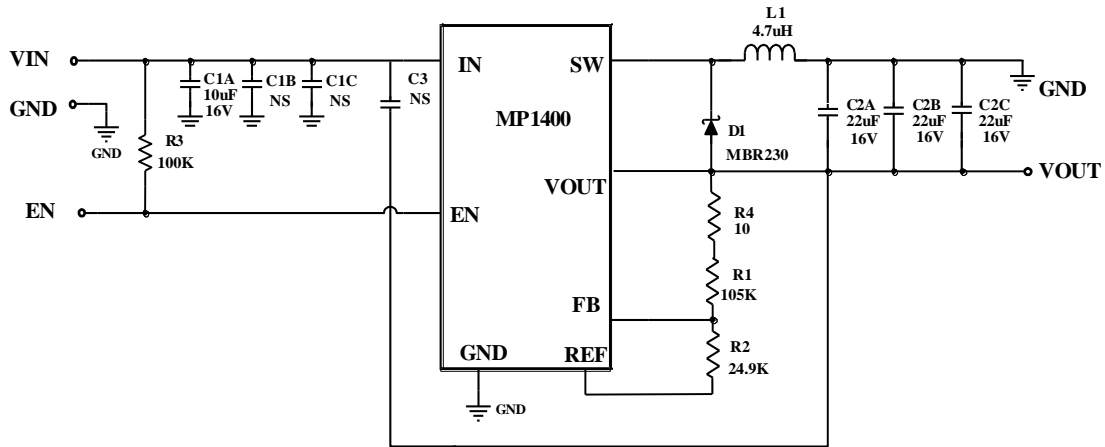 L1
4.7uH
VIN
IN
SW
C1A
10uF
16V
C1B
NS
C1C
NS
C3
NS
GND
GND
GND
MP1400
C2A
22uF
16V
C2B
22uF
16V
C2C
22uF
16V
R3
100K
D1
MBR230
VOUT
VOUT
EN
EN
R4
10
R1
105K
FB
R2
24.9K
GND
REF
GND